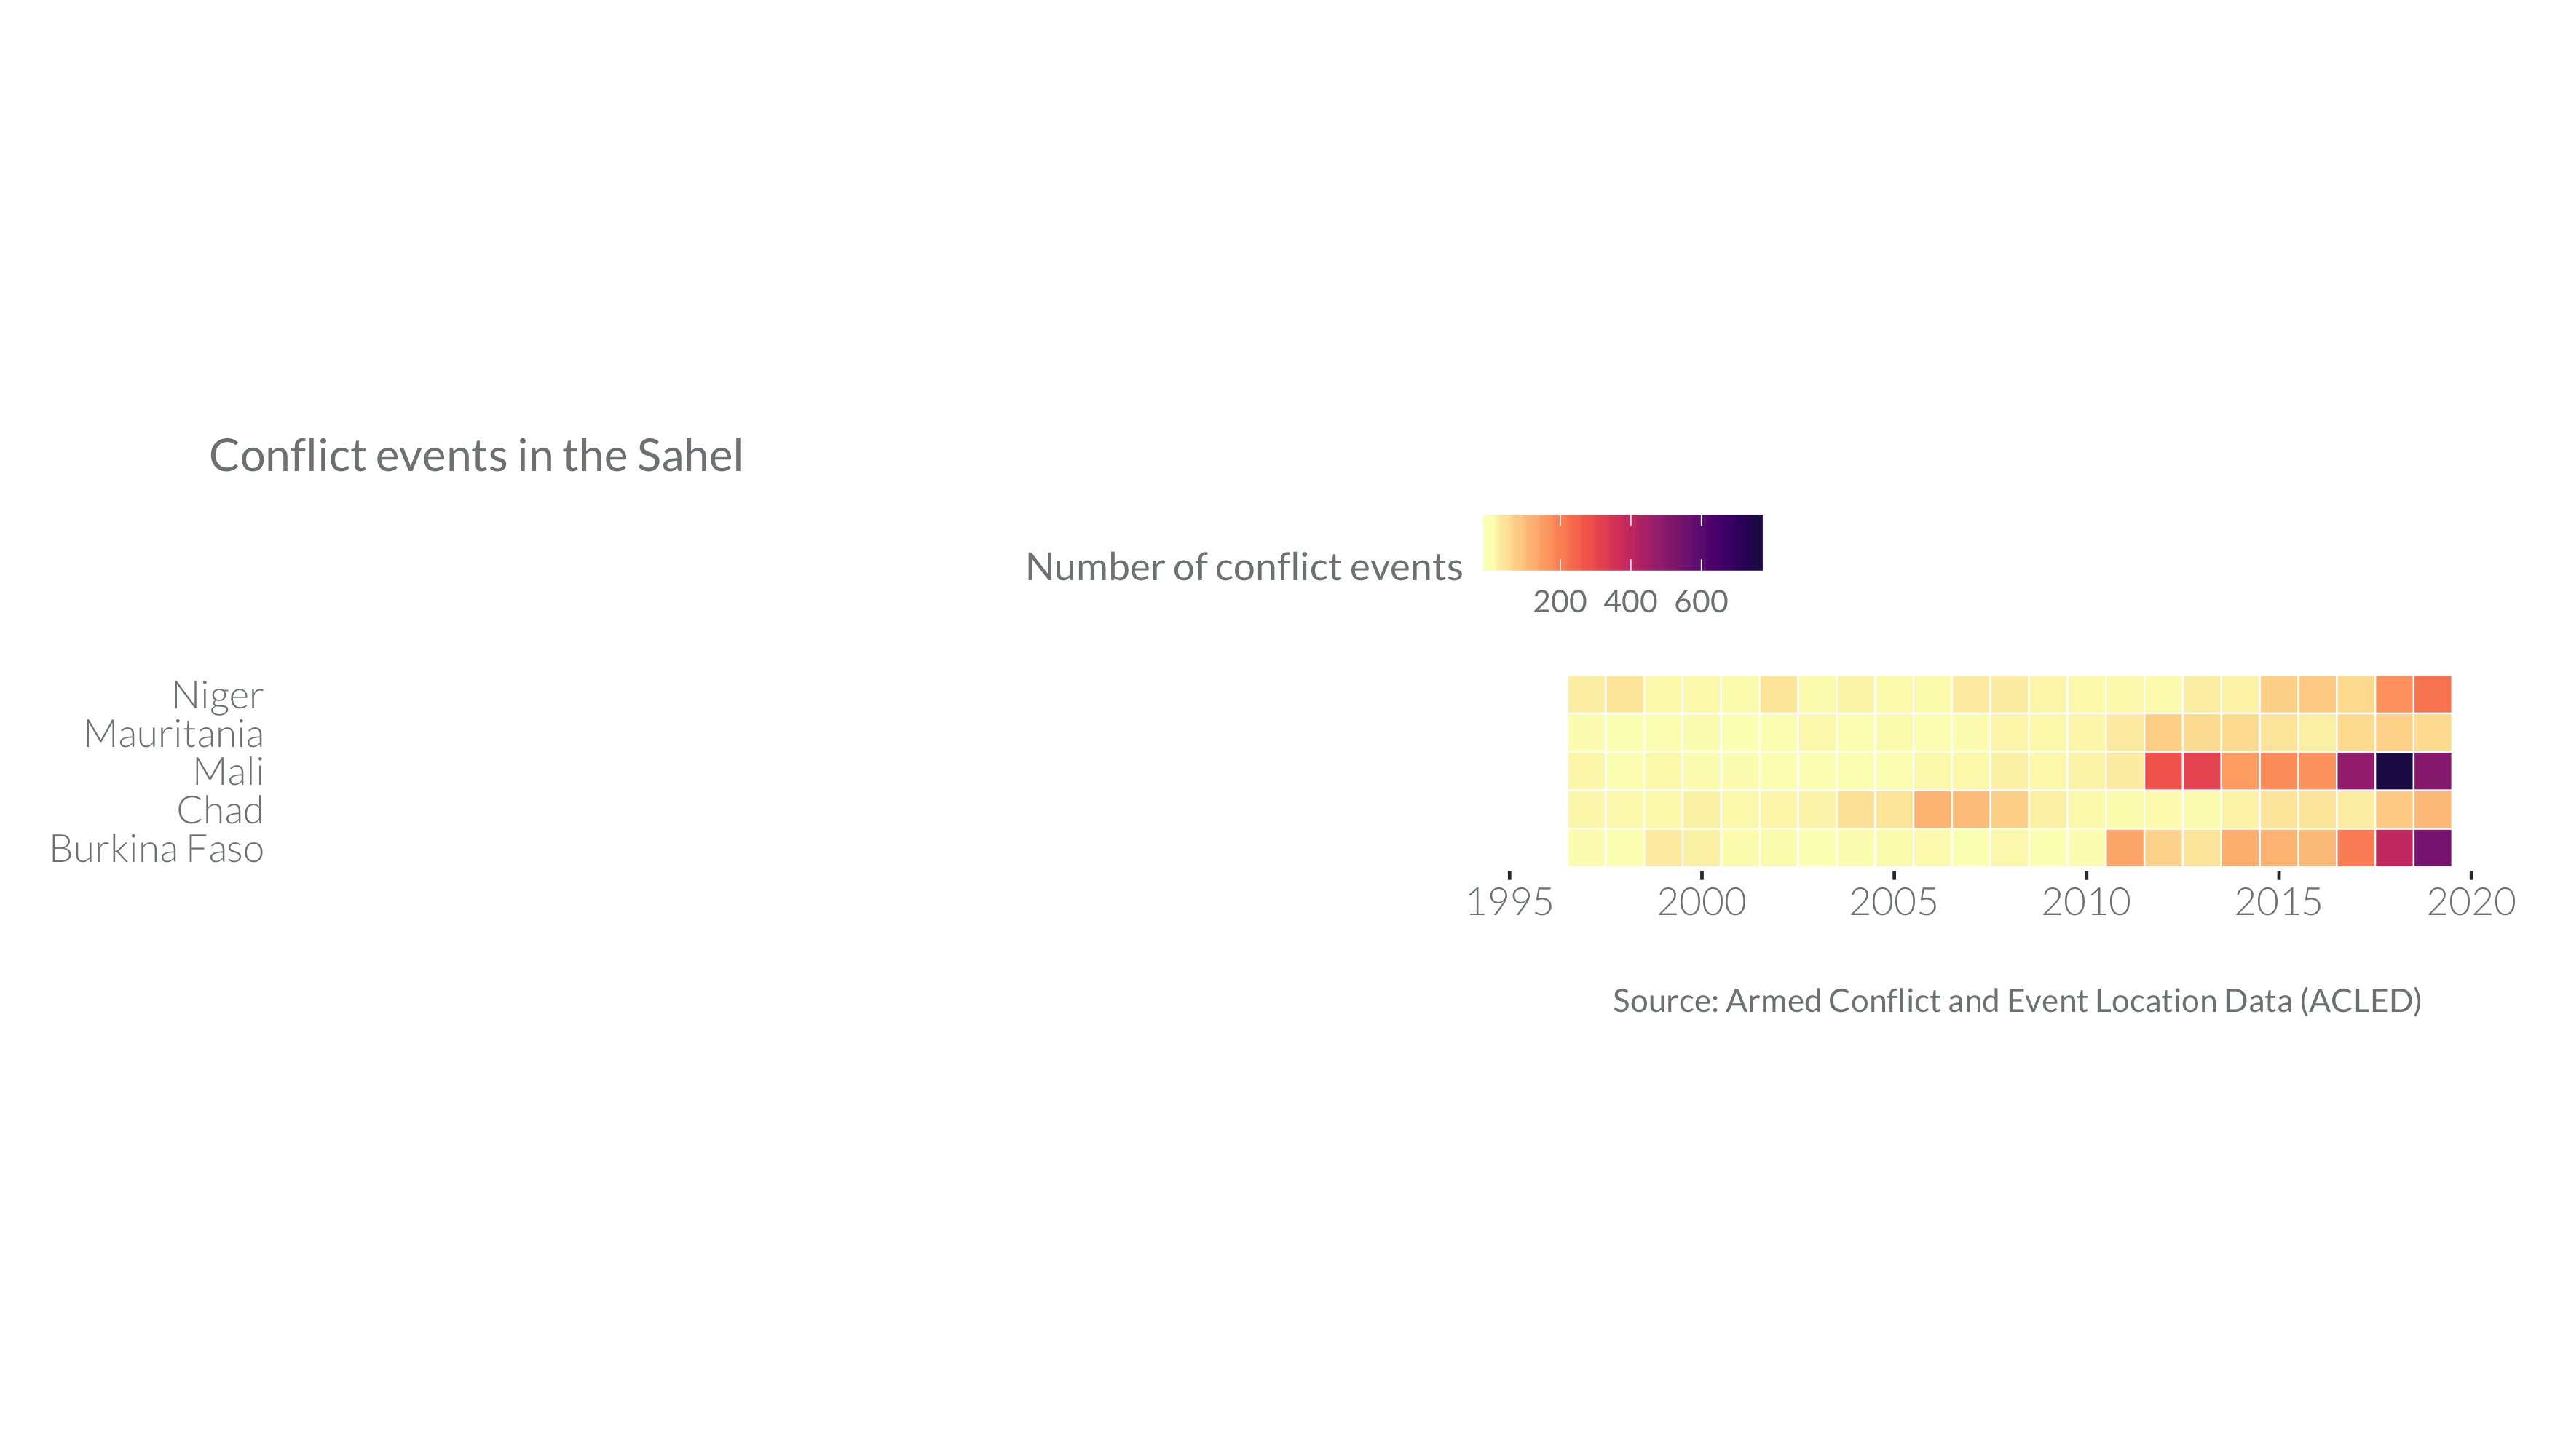 Conflict events in the Sahel
Number of conflict events
200 400 600
Niger
Mauritania
Mali
Chad
Burkina Faso
1995 2000 2005 2010 2015 2020
Source: Armed Conflict and Event Location Data (ACLED)